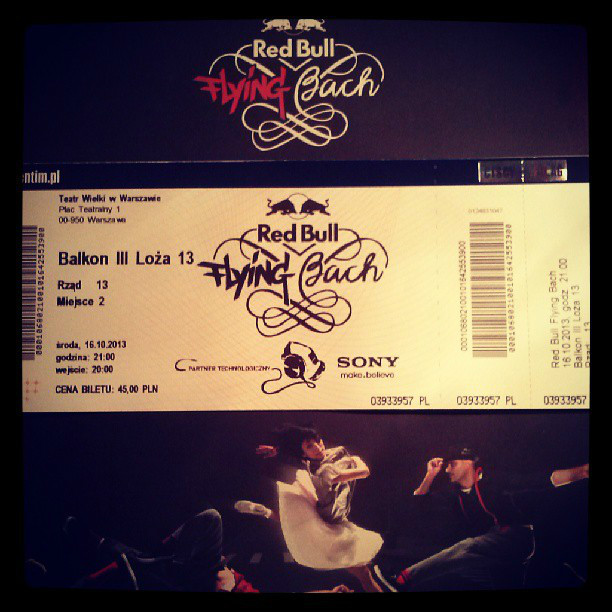 Red Bull
Flying Bach
ntim.pl
Teatr Wielki w Warszawie
Plac Teatralny 1
00-950 Warszawa
Balkon III Loża 13
Rząd 13
Miejsce 2
środa, 16.10.2013
godzina: 21:00
wejście: 20:00
CENA BILETU: 45,00 PLN
Red Bull
Flying Bach
PARTNER TECHNOLOGICZNY
SONY
make.believe
03933957 PL
03933957 PL
03933957
Red Bull Flying Bach
16.10.2013, godz. 21:00
Balkon III Loża 13
Rząd: 13